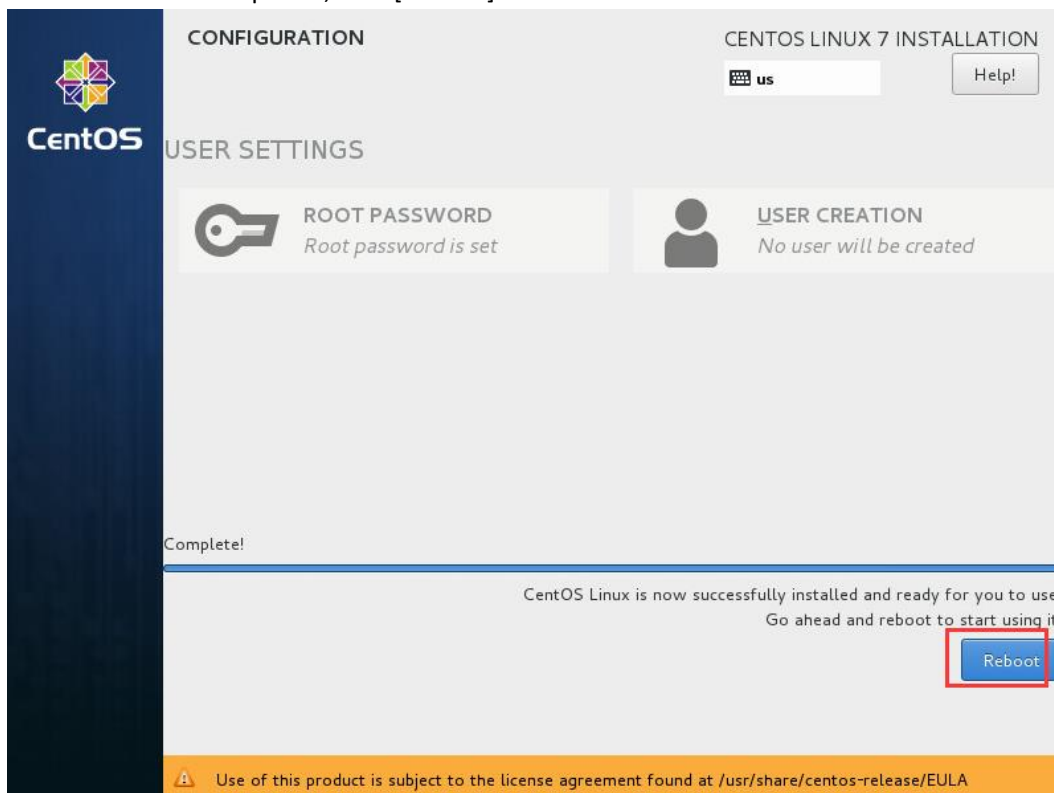 CONFIGURATION
CENTOS LINUX 7 INSTALLATION
us
Help!
CentOS
USER SETTINGS
ROOT PASSWORD
Root password is set
USER CREATION
No user will be created
Complete!
CentOS Linux is now successfully installed and ready for you to use
Go ahead and reboot to start using it
Reboot
Use of this product is subject to the license agreement found at /usr/share/centos-release/EULA